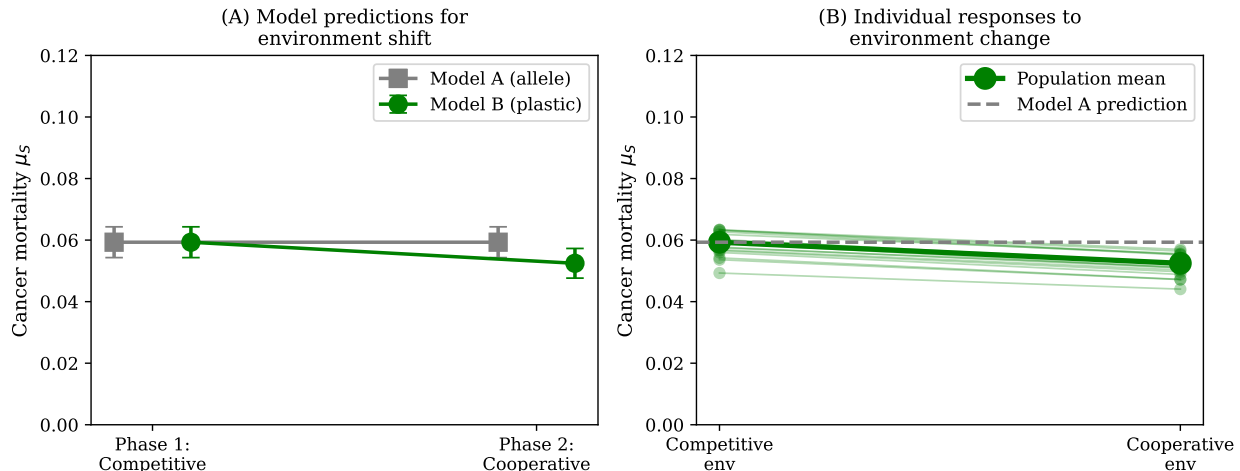 (A) Model predictions for
environment shift
Cancer mortality μS
0.12
0.10
0.08
0.06
0.04
0.02
0.00
Model A (allele)
Model B (plastic)
Phase 1:
Competitive
Phase 2:
Cooperative
(B) Individual responses to
environment change
Cancer mortality μS
0.12
0.10
0.08
0.06
0.04
0.02
0.00
Population mean
Model A prediction
Competitive
env
Cooperative
env